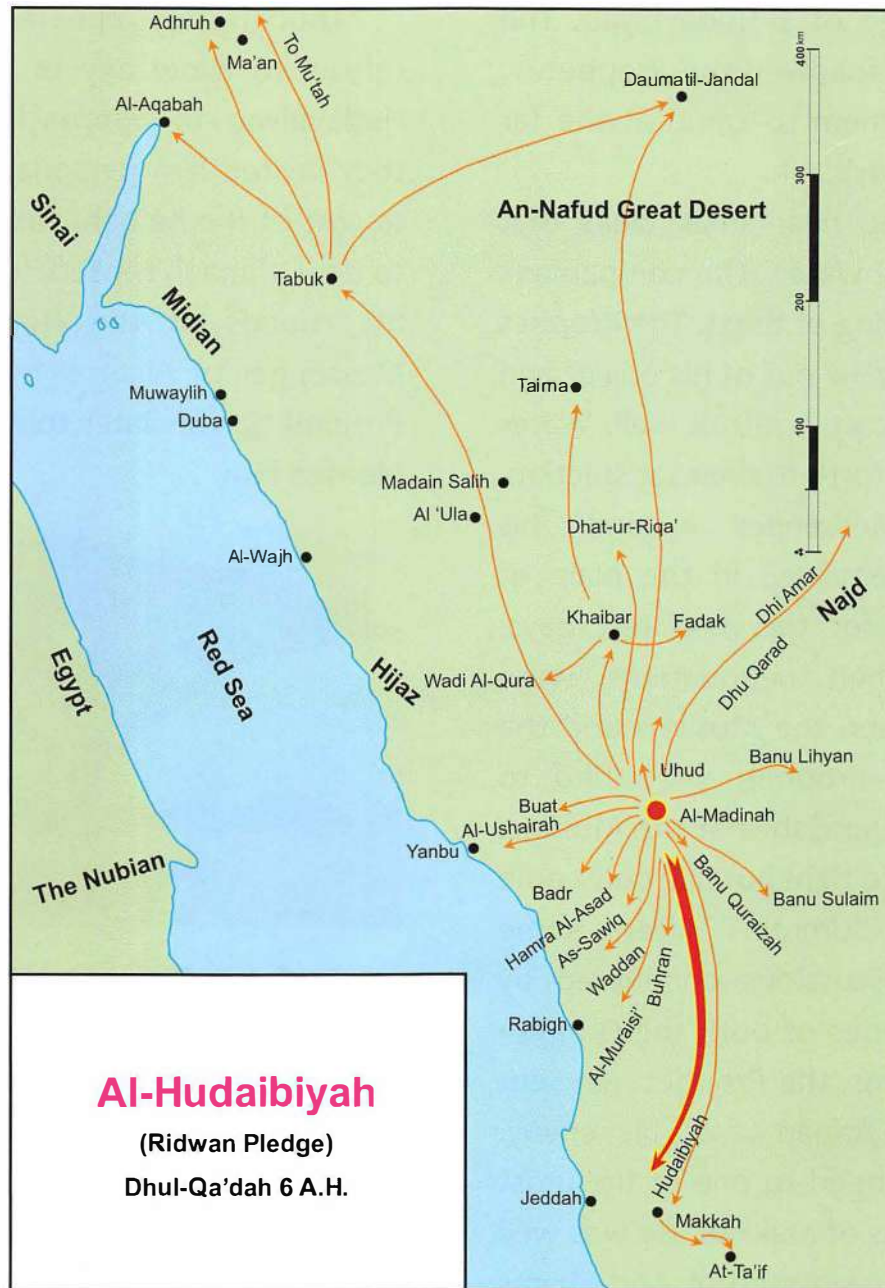 Adhruh
Ma'an
To Mu'tah
400 km
Daumatil-Jandal
Al-Aqabah
300
Sinai
An-Nafud Great Desert
Tabuk
200
Midian
Muwaylih
Taima
Duba
100
Madain Salih
Al 'Ula
Dhat-ur-Riqa'
Al-Wajh
Dhi Amar
Najd
Khaibar
Fadak
Dhu Qarad
Egypt
Red Sea
Hijaz
Wadi Al-Qura
Uhud
Banu Lihyan
Buat
Al-Madinah
Al-Ushairah
Yanbu
The Nubian
Badr
Banu Quraizah
Banu Sulaim
Hamra Al-Asad
As-Sawiq
Waddan
Buhran
Al-Muraisi'
Rabigh
Al-Hudaibiyah
(Ridwan Pledge)
Dhul-Qa'dah 6 A.H.
Hudaibiyah
Jeddah
Makkah
At-Ta'if